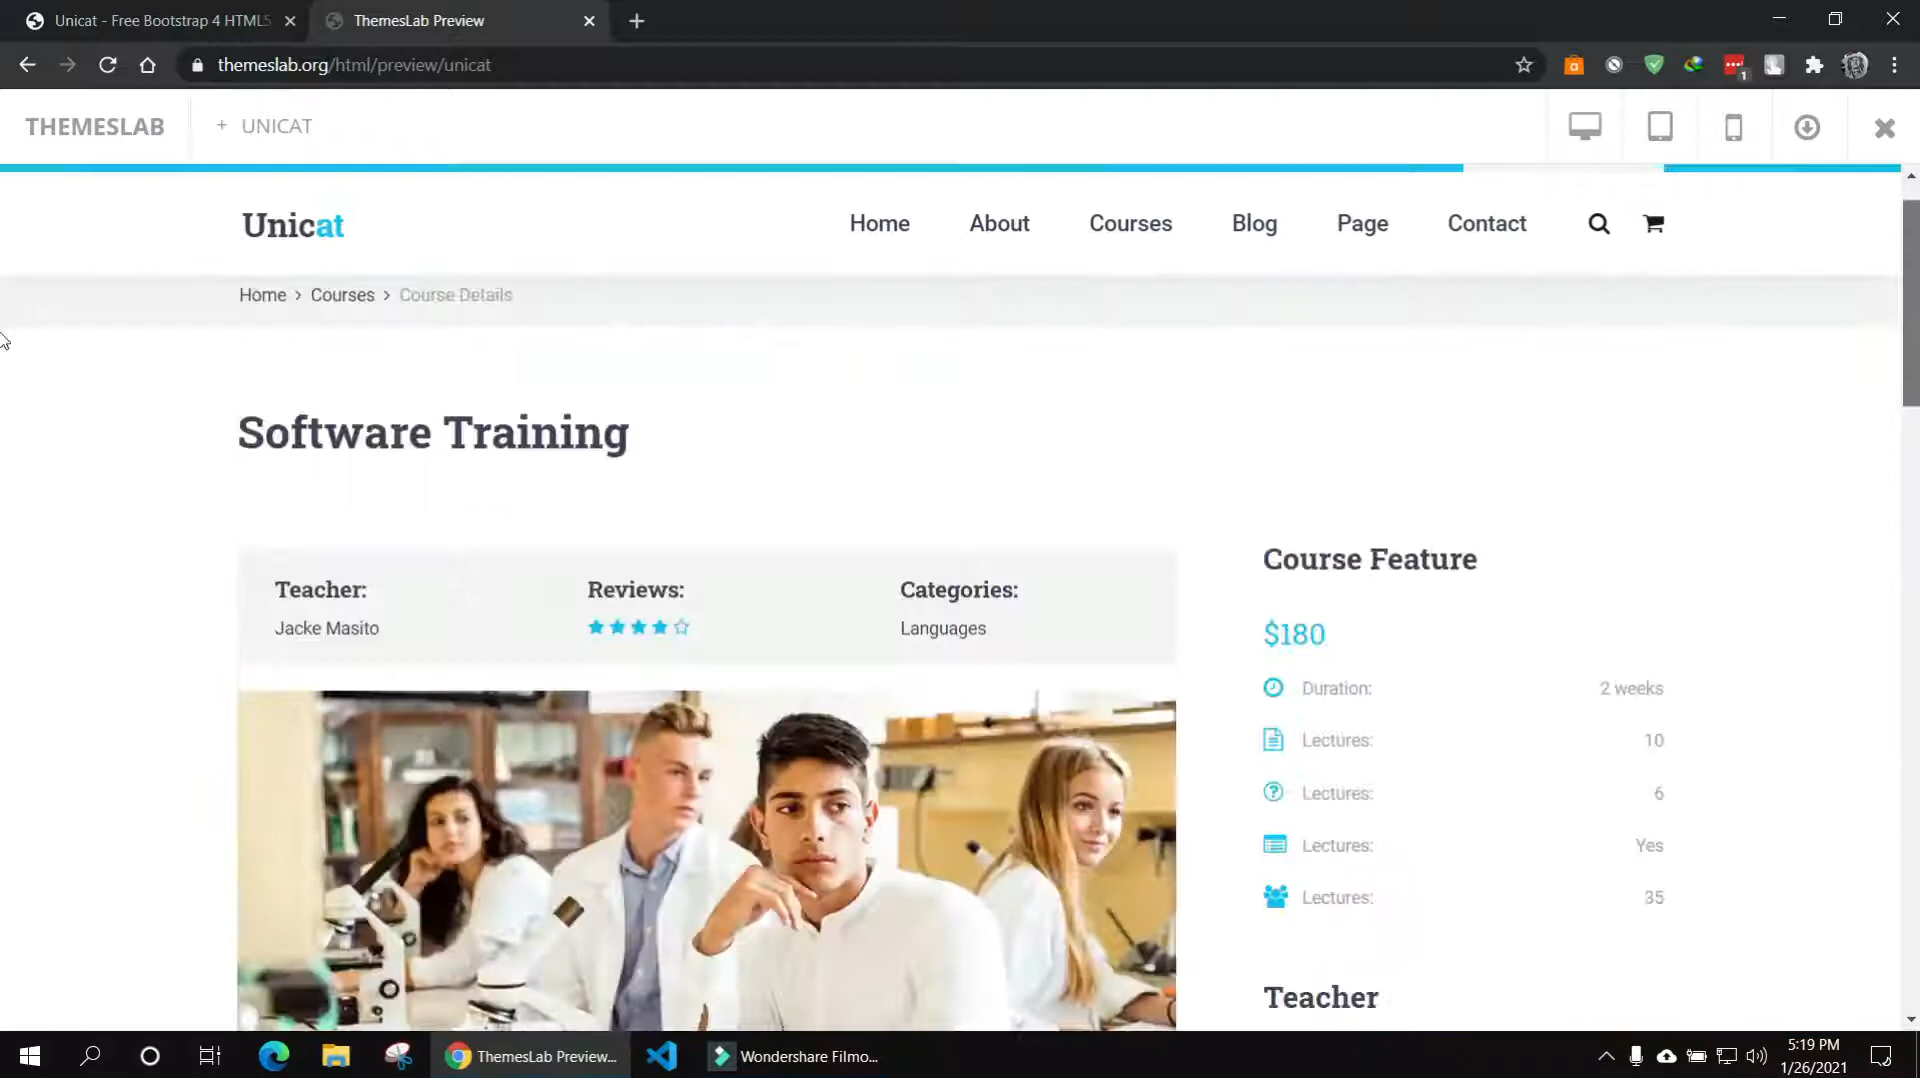 Unicat - Free Bootstrap 4 HTML5
ThemesLab Preview
themeslab.org/html/preview/unicat
1
THEMESLAB
+ UNICAT
Unicat
Home
About
Courses
Blog
Page
Contact
Home > Courses > Course Details
Software Training
Teacher:
Jacke Masito
Reviews:
Categories:
Languages
Course Feature
$180
Duration:
2 weeks
Lectures:
10
Lectures:
6
Lectures:
Yes
Lectures:
35
Teacher
ThemesLab Preview...
Wondershare Filmo...
5:19 PM
1/26/2021